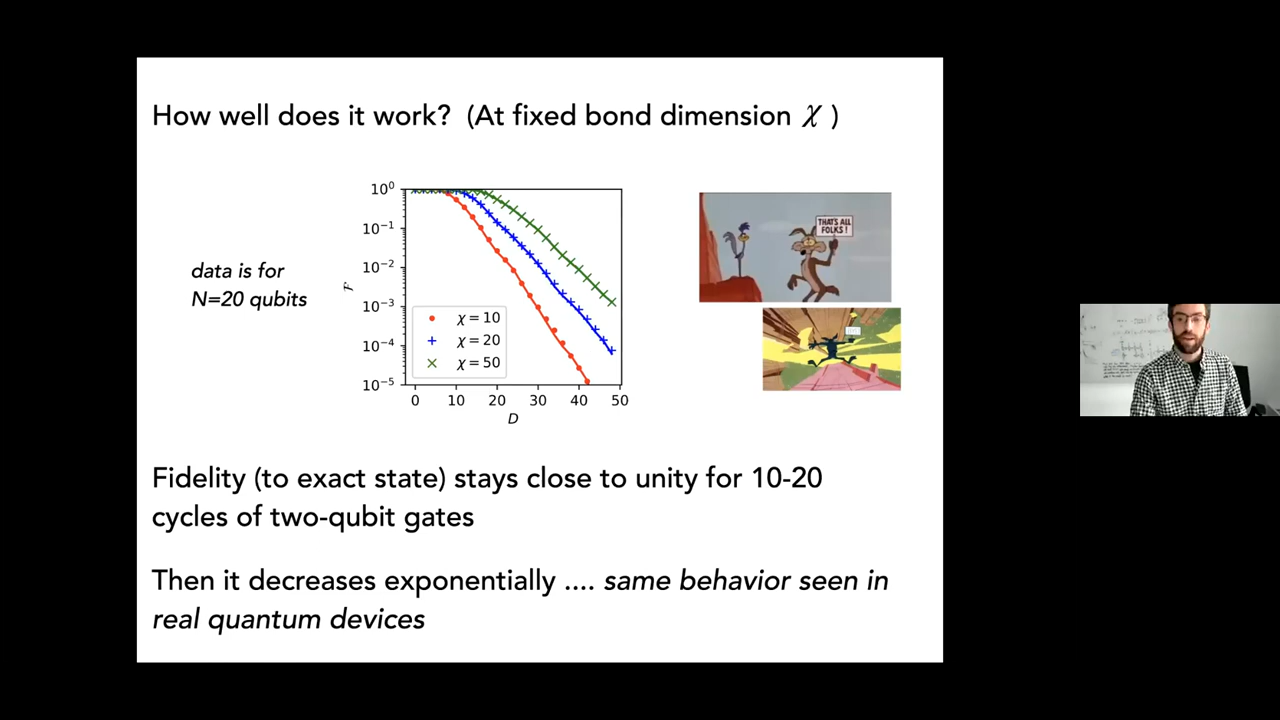 How well does it work? (At fixed bond dimension χ )
data is for
N=20 qubits
10⁰
10⁻¹
10⁻²
10⁻³
10⁻⁴
10⁻⁵
ℱ
χ = 10
χ = 20
χ = 50
0 10 20 30 40 50
D
THAT'S ALL
FOLKS!
Fidelity (to exact state) stays close to unity for 10-20
cycles of two-qubit gates
Then it decreases exponentially .... same behavior seen in
real quantum devices